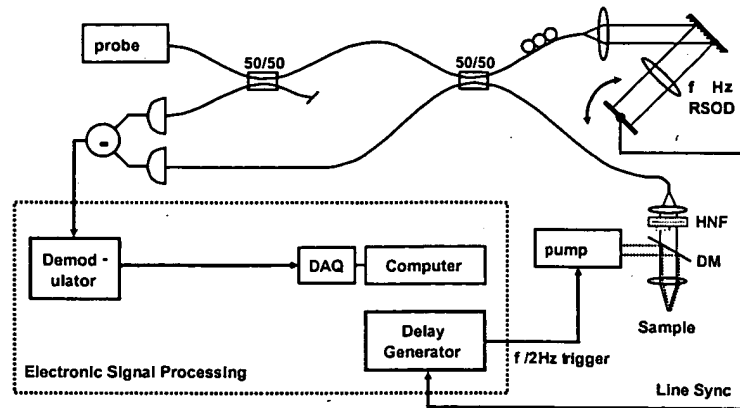 probe
50/50
50/50
f Hz
RSOD
-
HNF
pump
DM
Demod -
ulator
DAQ
Computer
Sample
Delay
Generator
f /2Hz trigger
Electronic Signal Processing
Line Sync